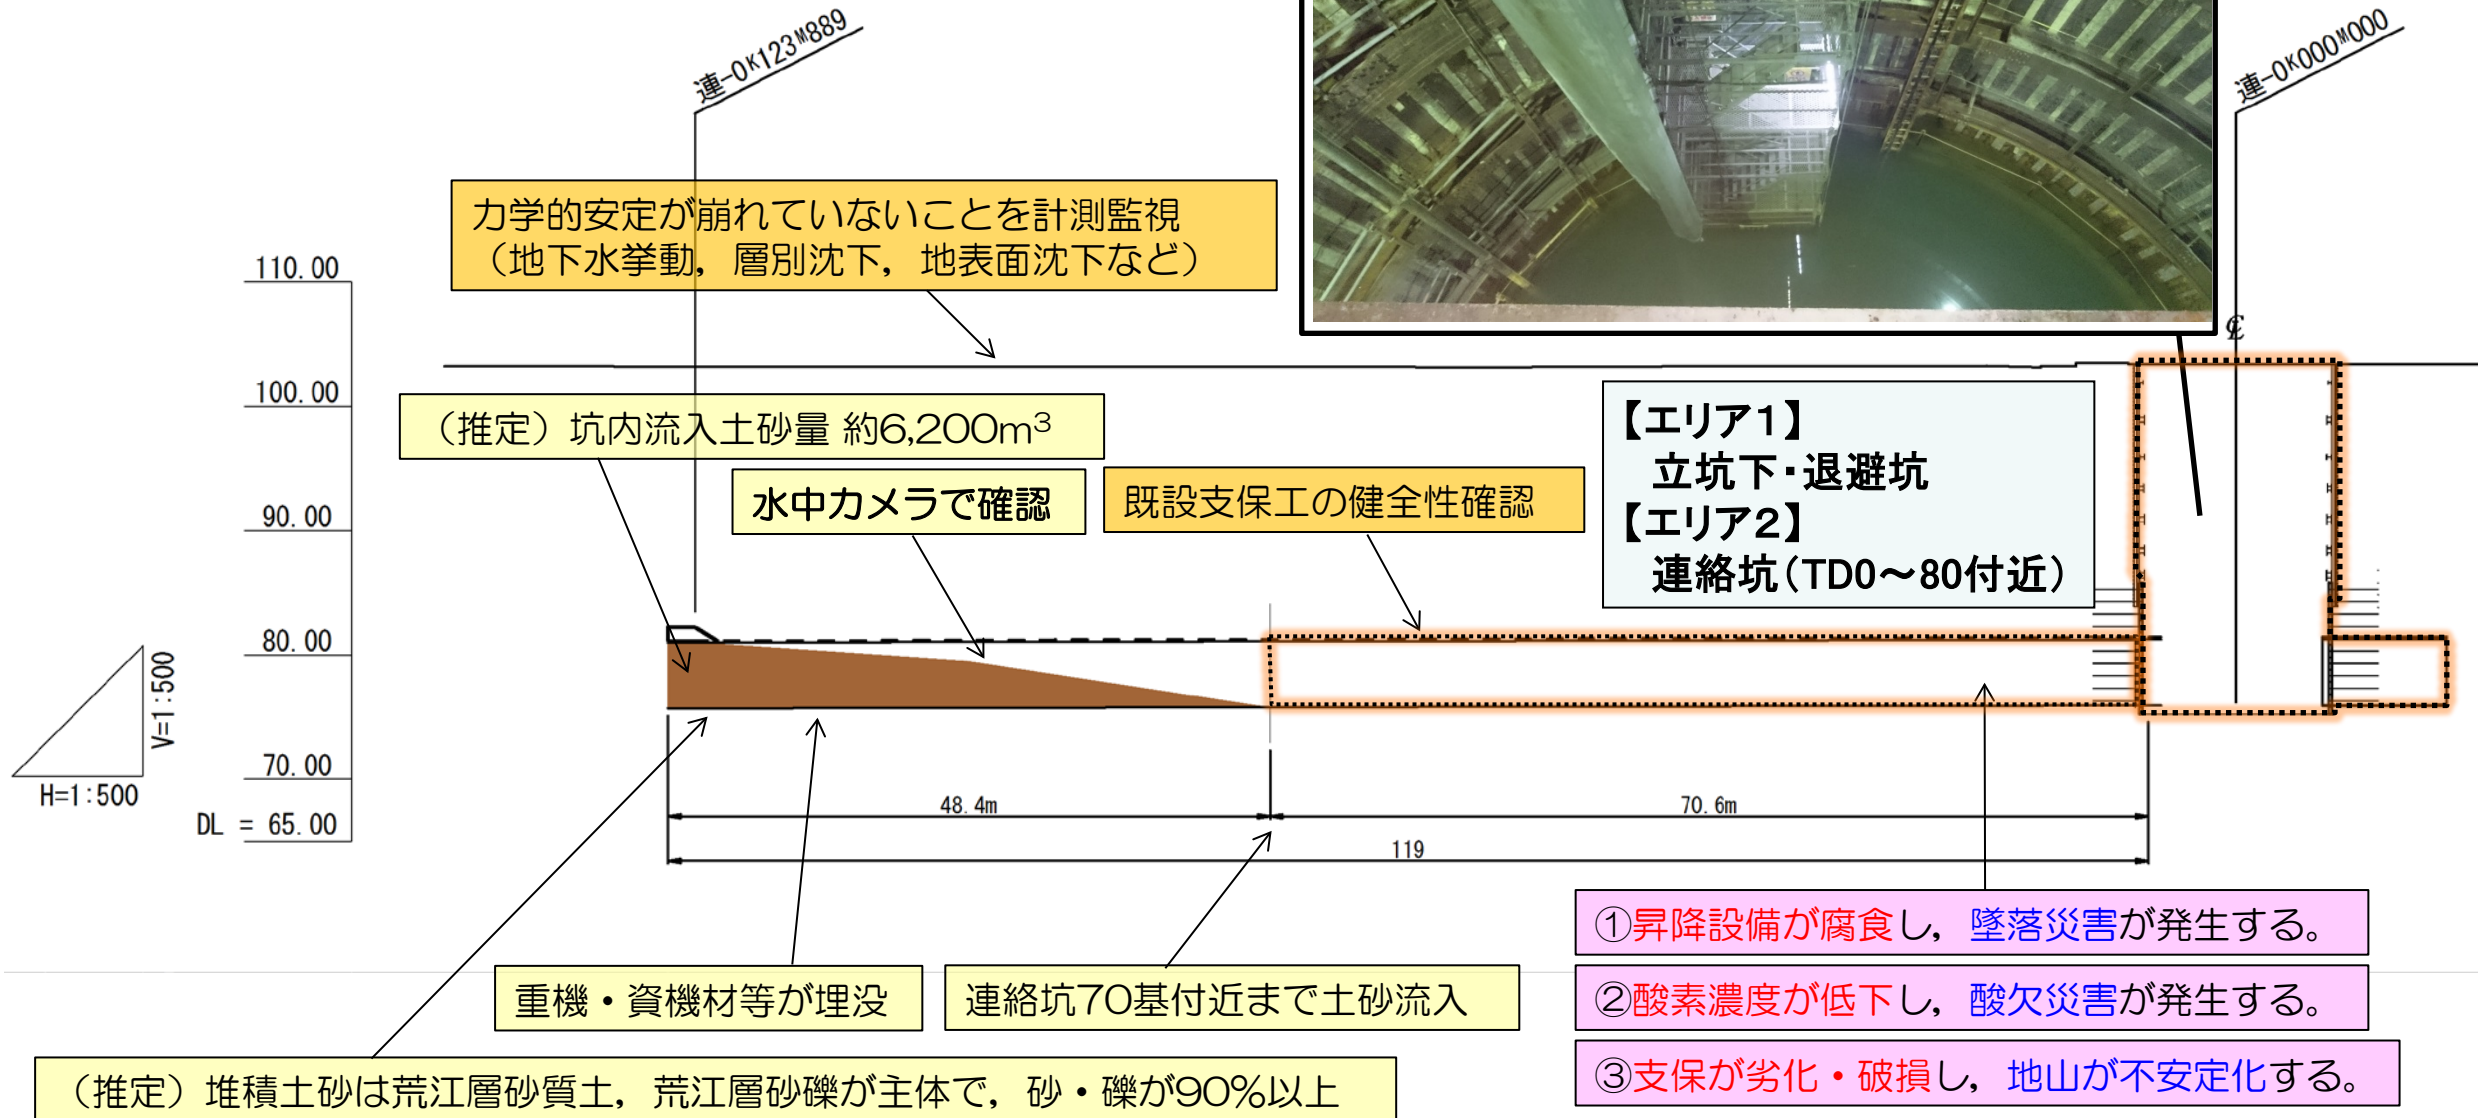 連-0K123M889
連-0K000M000
力学的安定が崩れていないことを計測監視
（地下水挙動，層別沈下，地表面沈下など）
110.00
100.00
90.00
80.00
70.00
DL = 65.00
V=1:500
H=1:500
℄
（推定）坑内流入土砂量 約6,200m³
水中カメラで確認
既設支保工の健全性確認
【エリア１】
立坑下・退避坑
【エリア２】
連絡坑（TD0～80付近）
48.4m
70.6m
119
重機・資機材等が埋没
連絡坑70基付近まで土砂流入
（推定）堆積土砂は荒江層砂質土，荒江層砂礫が主体で，砂・礫が90％以上
①昇降設備が腐食し，墜落災害が発生する。
②酸素濃度が低下し，酸欠災害が発生する。
③支保が劣化・破損し，地山が不安定化する。